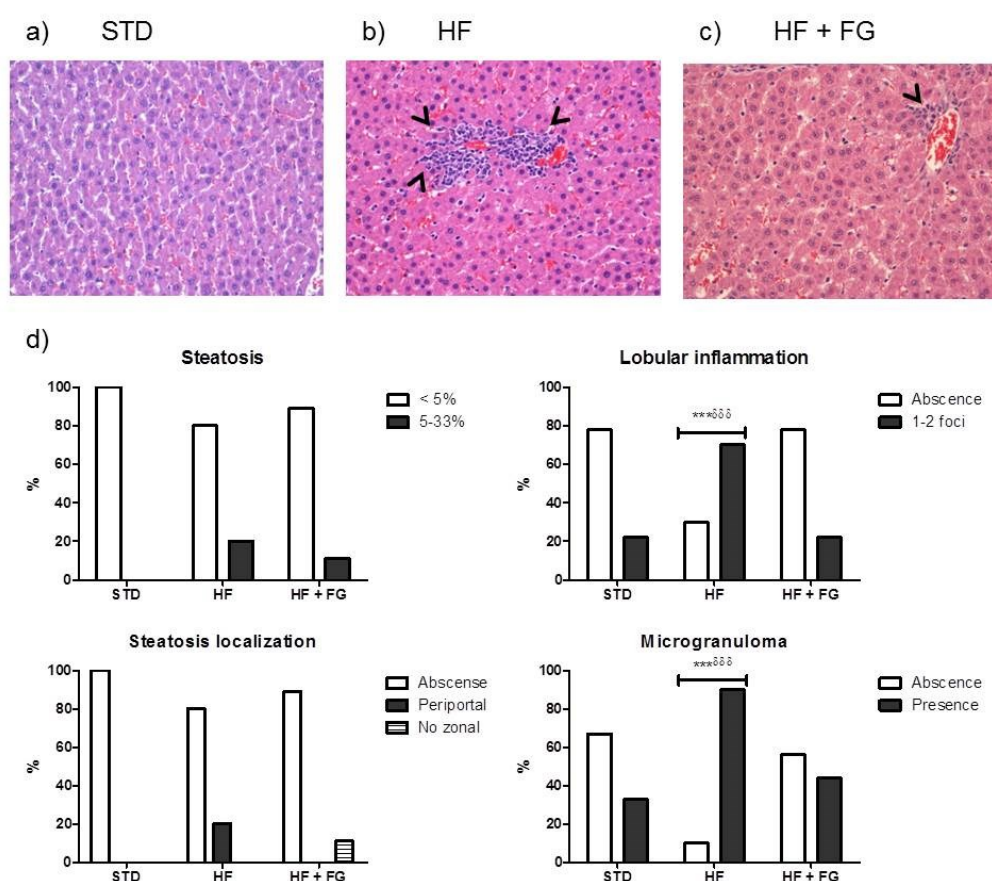 a) STD
b) HF
c) HF + FG
d)
Steatosis
100
80
60
40
20
0
%
STD
HF
HF + FG
< 5%
5-33%
Lobular inflammation
100
80
60
40
20
0
%
***δδδ
STD
HF
HF + FG
Abscence
1-2 foci
Steatosis localization
100
80
60
40
20
0
%
STD
HF
HF + FG
Abscense
Periportal
No zonal
Microgranuloma
100
80
60
40
20
0
%
***δδδ
STD
HF
HF + FG
Abscence
Presence